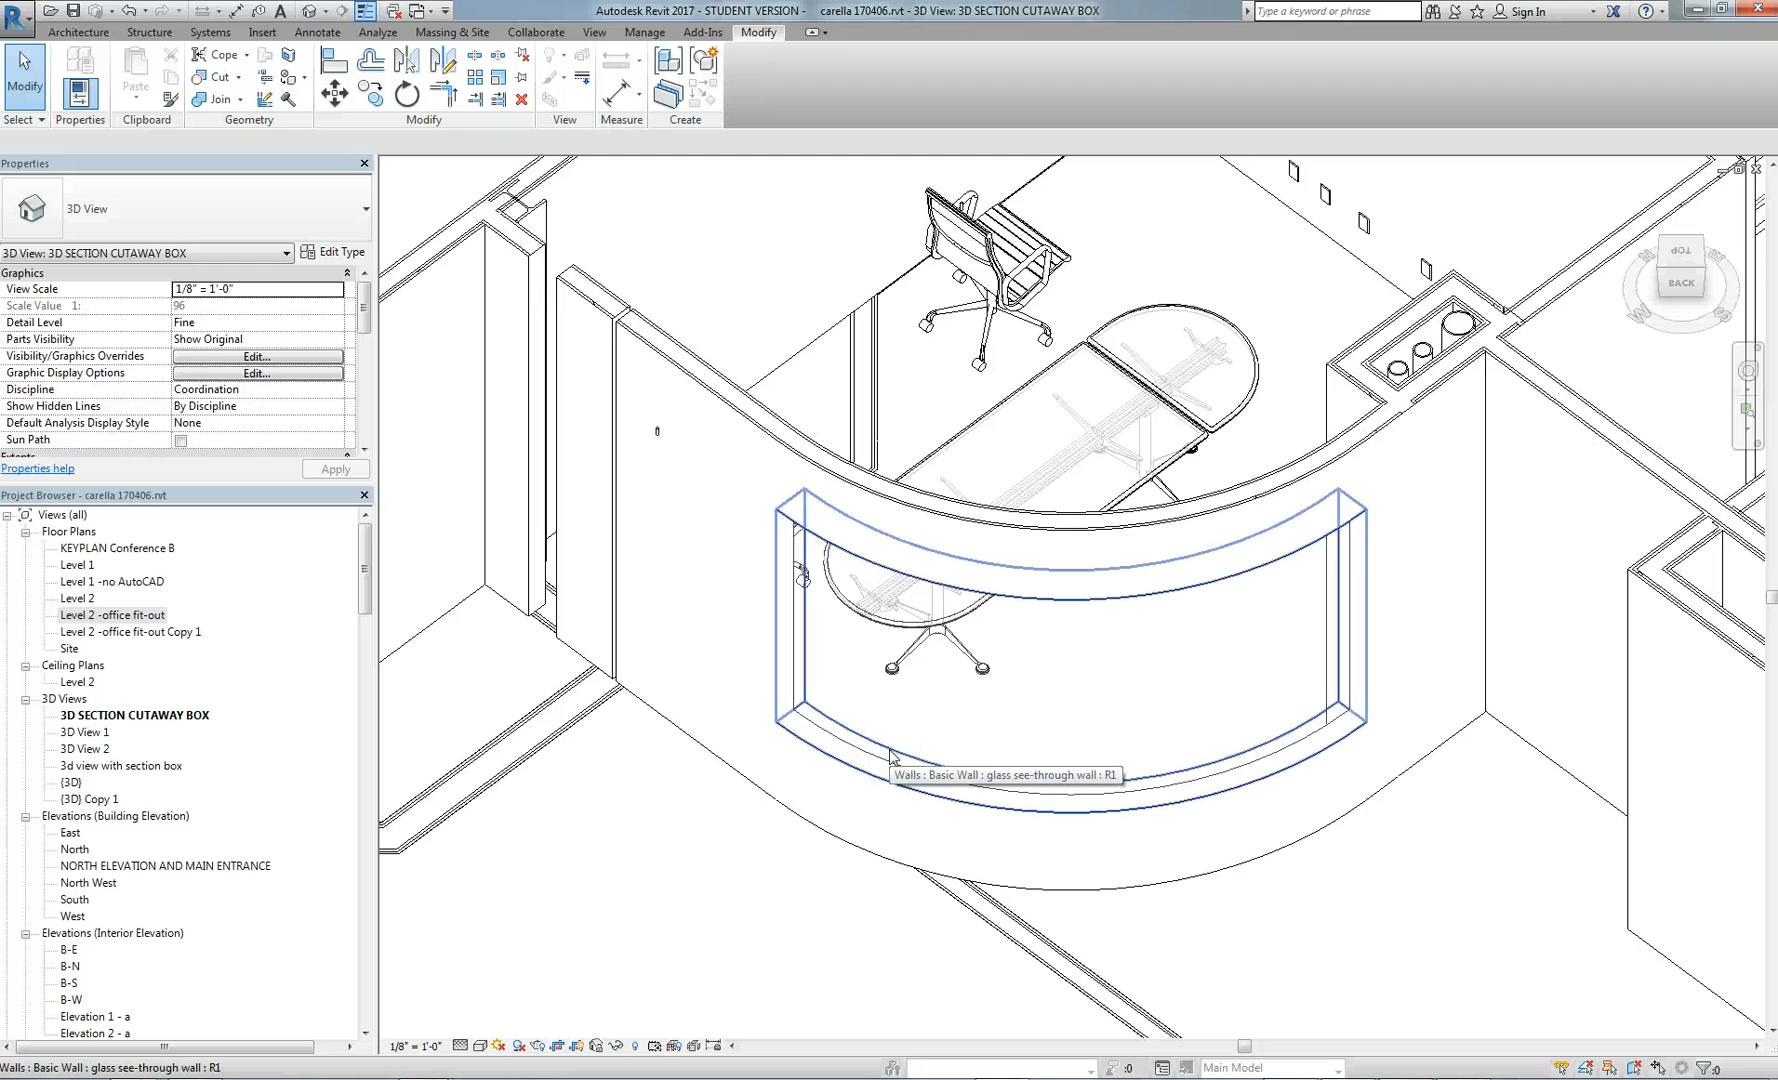 Autodesk Revit 2017 - STUDENT VERSION -    carella 170406.rvt - 3D View: 3D SECTION CUTAWAY BOX
Type a keyword or phrase
Sign In
Architecture Structure Systems Insert Annotate Analyze Massing & Site Collaborate View Manage Add-Ins Modify
Modify
Paste
Cope
Cut
Join
Select Properties Clipboard Geometry Modify View Measure Create
Properties
3D View
3D View: 3D SECTION CUTAWAY BOX Edit Type
Graphics
View Scale 1/8" = 1'-0"
Scale Value 1: 96
Detail Level Fine
Parts Visibility Show Original
Visibility/Graphics Overrides Edit...
Graphic Display Options Edit...
Discipline Coordination
Show Hidden Lines By Discipline
Default Analysis Display Style None
Sun Path
Extents
Properties help Apply
Project Browser - carella 170406.rvt
Views (all)
Floor Plans
KEYPLAN Conference B
Level 1
Level 1 -no AutoCAD
Level 2
Level 2 -office fit-out
Level 2 -office fit-out Copy 1
Site
Ceiling Plans
Level 2
3D Views
3D SECTION CUTAWAY BOX
3D View 1
3D View 2
3d view with section box
{3D}
{3D} Copy 1
Elevations (Building Elevation)
East
North
NORTH ELEVATION AND MAIN ENTRANCE
North West
South
West
Elevations (Interior Elevation)
B-E
B-N
B-S
B-W
Elevation 1 - a
Elevation 2 - a
TOP
BACK
W
Walls : Basic Wall : glass see-through wall : R1
1/8" = 1'-0"
Walls : Basic Wall : glass see-through wall : R1
:0
Main Model
:0